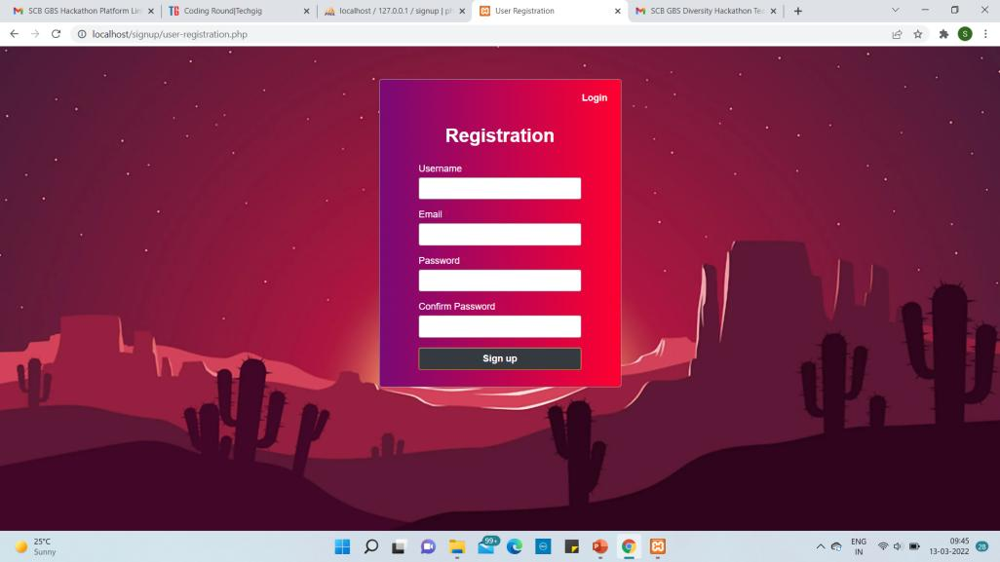 SCB GBS Hackathon Platform Lin
TG Coding Round|Techgig
localhost / 127.0.0.1 / signup | ph
User Registration
SCB GBS Diversity Hackathon Tea
localhost/signup/user-registration.php
S
Login
Registration
Username
Email
Password
Confirm Password
Sign up
25°C
Sunny
99+
ENG
IN
09:45
13-03-2022
28